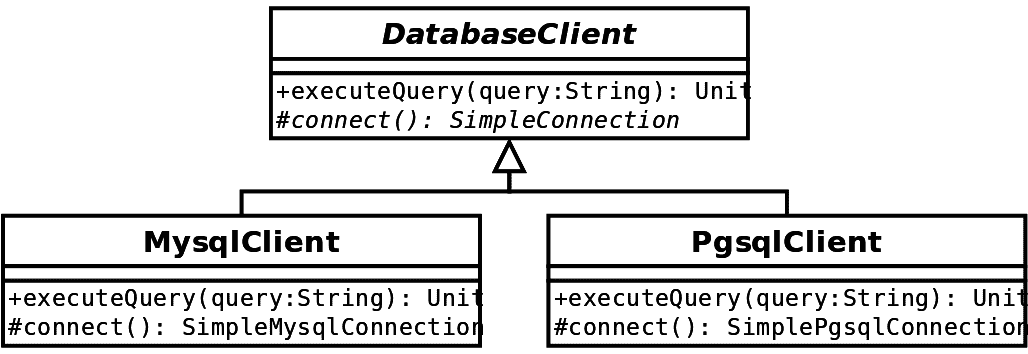 DatabaseClient
+executeQuery(query:String): Unit
#connect(): SimpleConnection
MysqlClient
+executeQuery(query:String): Unit
#connect(): SimpleMysqlConnection
PgsqlClient
+executeQuery(query:String): Unit
#connect(): SimplePgsqlConnection